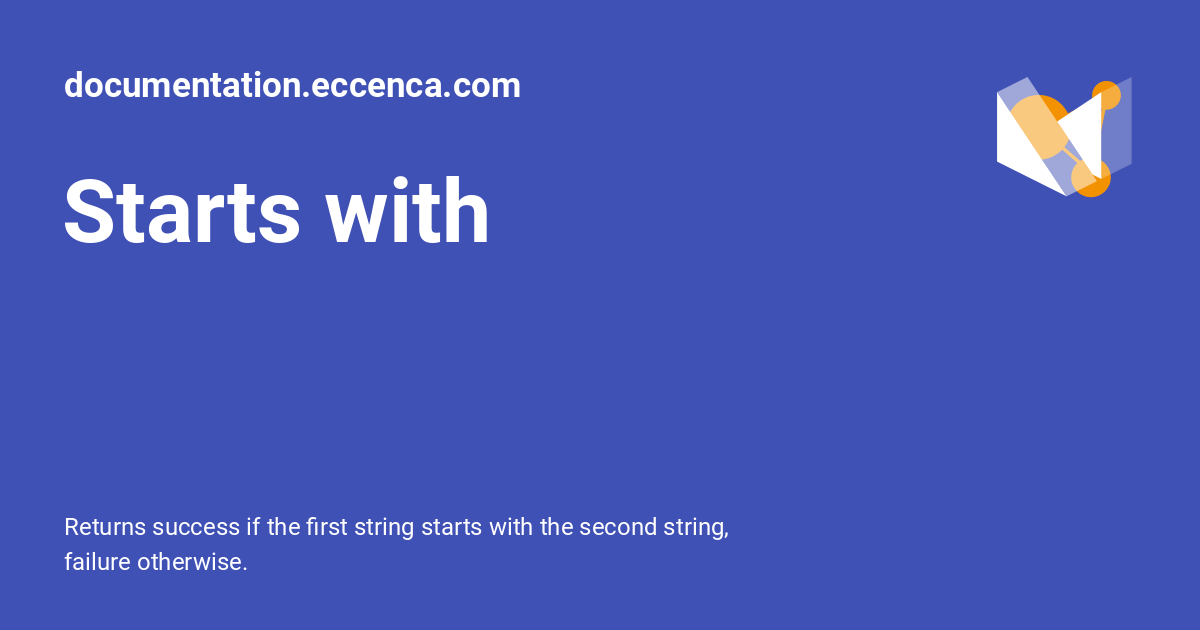 documentation.eccenca.com
Starts with
Returns success if the first string starts with the second string,
failure otherwise.